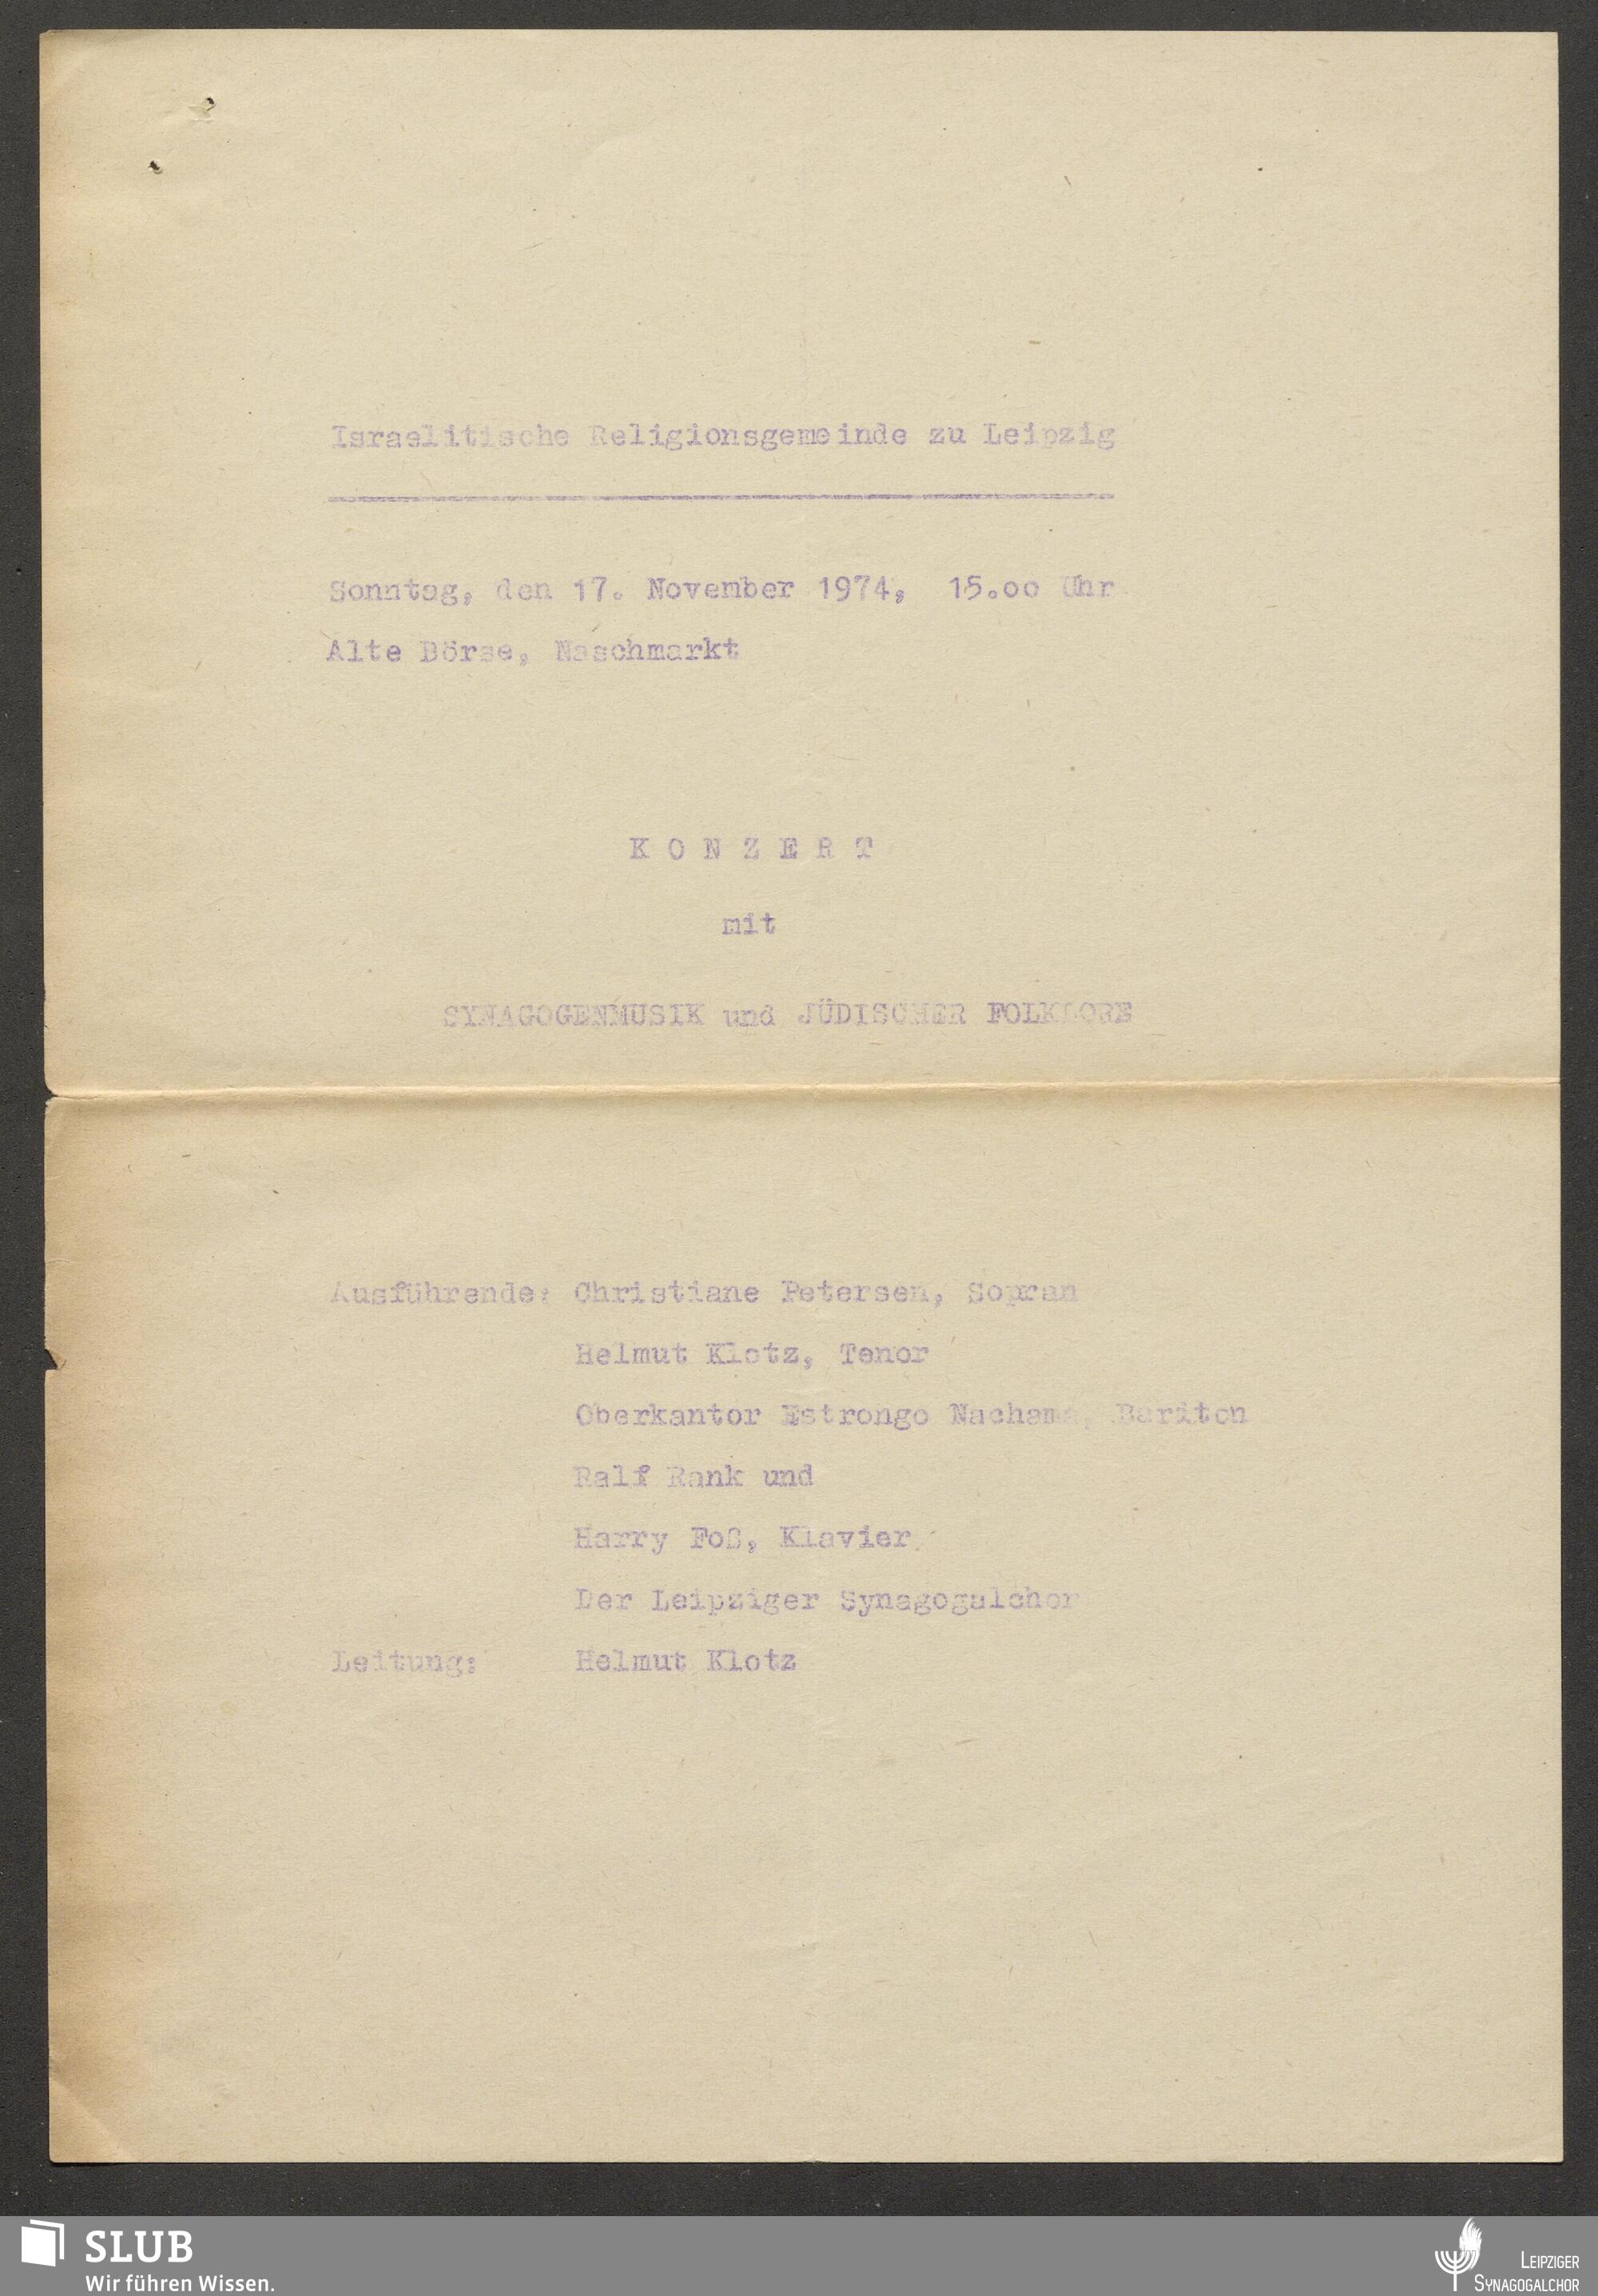 Israelitische Religionsgemeinde zu Leipzig
Sonntag, den 17. November 1974, 15.oo Uhr
Alte Börse, Naschmarkt
K O N Z E R T
mit
SYNAGOGENMUSIK und JÜDISCHER FOLKLORE
Ausführende: Christiane Petersen, Sopran
Helmut Klotz, Tenor
Oberkantor Estrongo Nachama, Bariton
Ralf Rank und
Harry Foß, Klavier
Der Leipziger Synagogalchor
Leitung: Helmut Klotz
SLUB
Wir führen Wissen.
LEIPZIGER
SYNAGOGALCHOR